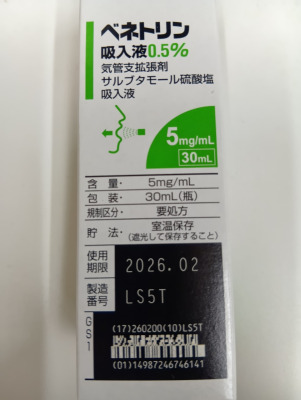 ベネトリン
吸入液0.5%
気管支拡張剤
サルブタモール硫酸塩
吸入液
5mg/mL
30mL
含量・ 5mg/mL
包装・ 30mL(瓶)
規制区分・ 要処方
貯法・ 室温保存
(遮光して保存すること)
使用期限 2026.02
製造番号 LS5T
GS1
(17)260200(10)LS5T
(01)14987246746141